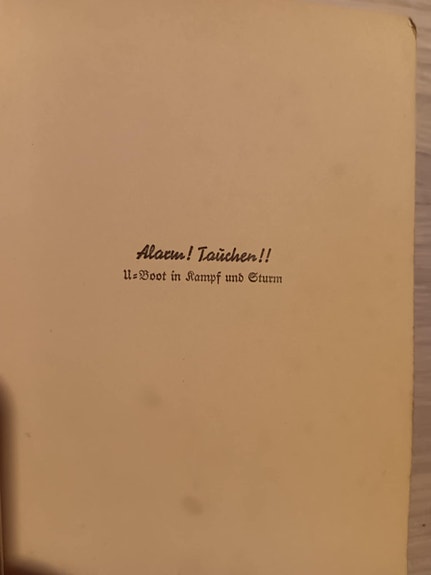 Alarm! Tauchen!!
U-Boot in Kampf und Sturm